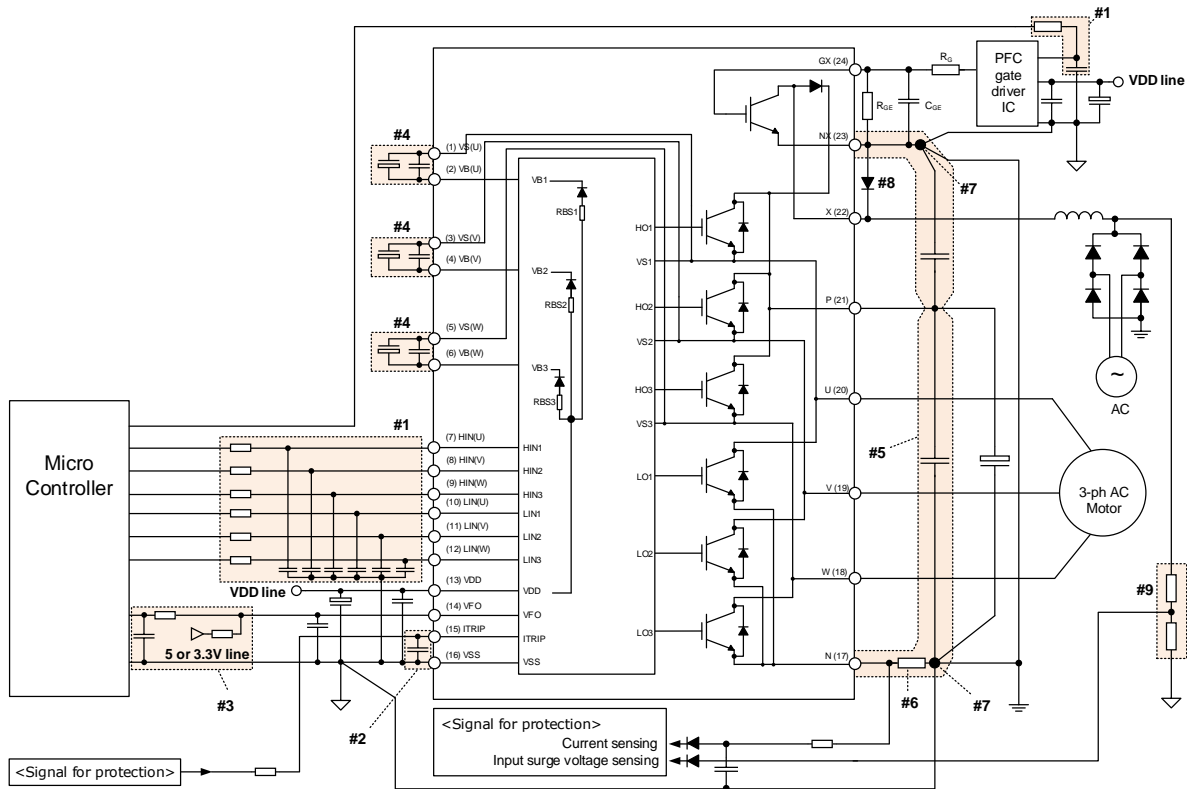 #1
GX (24)
RG
PFC
gate
driver
IC
VDD line
RGE
CGE
NX (23)
#4
(1) VS(U)
(2) VB(U)
VB1
RBS1
#8
#7
X (22)
HO1
VS1
#4
(3) VS(V)
(4) VB(V)
VB2
RBS2
HO2
VS2
P (21)
#4
(5) VS(W)
(6) VB(W)
VB3
RBS3
HO3
VS3
~
AC
U (20)
#1
Micro
Controller
(7) HIN(U)
(8) HIN(V)
(9) HIN(W)
(10) LIN(U)
(11) LIN(V)
(12) LIN(W)
(13) VDD
(14) VFO
(15) ITRIP
(16) VSS
HIN1
HIN2
HIN3
LIN1
LIN2
LIN3
VDD
VFO
ITRIP
VSS
LO1
LO2
LO3
#5
V (19)
3-ph AC
Motor
W (18)
#9
VDD line
5 or 3.3V line
N (17)
#3
#2
#6
#7
<Signal for protection>
Current sensing
Input surge voltage sensing
<Signal for protection>